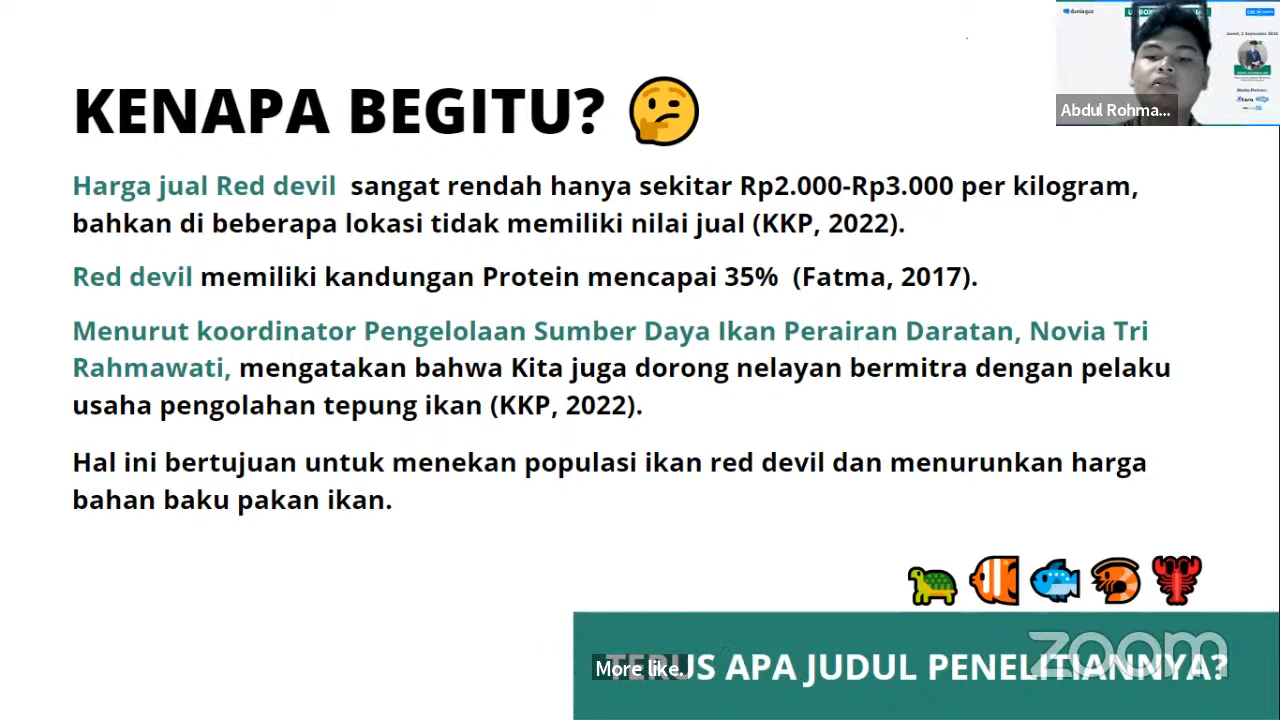 KENAPA BEGITU?
Harga jual Red devil sangat rendah hanya sekitar Rp2.000-Rp3.000 per kilogram,
bahkan di beberapa lokasi tidak memiliki nilai jual (KKP, 2022).
Red devil memiliki kandungan Protein mencapai 35% (Fatma, 2017).
Menurut koordinator Pengelolaan Sumber Daya Ikan Perairan Daratan, Novia Tri
Rahmawati, mengatakan bahwa Kita juga dorong nelayan bermitra dengan pelaku
usaha pengolahan tepung ikan (KKP, 2022).
Hal ini bertujuan untuk menekan populasi ikan red devil dan menurunkan harga
bahan baku pakan ikan.
TERUS APA JUDUL PENELITIANNYA?
More like.
zoom
Abdul Rohma...
Media Partner: